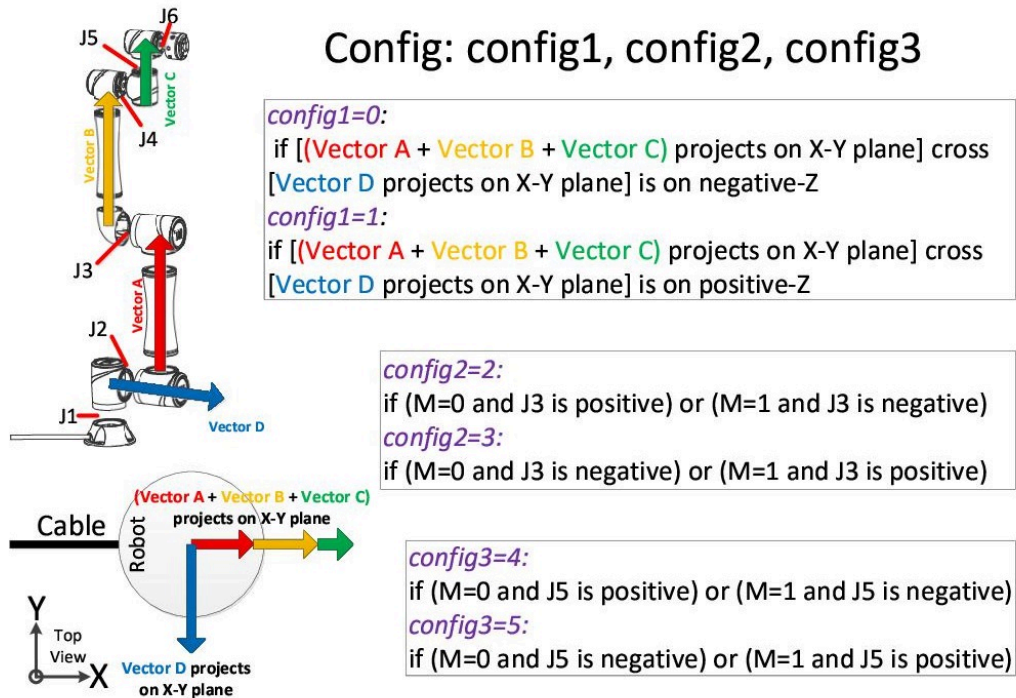 Config: config1, config2, config3
J6
J5
Vector C
J4
Vector B
J3
Vector A
J2
J1
Vector D
config1=0:
if [(Vector A + Vector B + Vector C) projects on X-Y plane] cross
[Vector D projects on X-Y plane] is on negative-Z
config1=1:
if [(Vector A + Vector B + Vector C) projects on X-Y plane] cross
[Vector D projects on X-Y plane] is on positive-Z
config2=2:
if (M=0 and J3 is positive) or (M=1 and J3 is negative)
config2=3:
if (M=0 and J3 is negative) or (M=1 and J3 is positive)
config3=4:
if (M=0 and J5 is positive) or (M=1 and J5 is negative)
config3=5:
if (M=0 and J5 is negative) or (M=1 and J5 is positive)
(Vector A + Vector B + Vector C)
projects on X-Y plane
Cable
Robot
Y
Top
View
X
Vector D projects
on X-Y plane